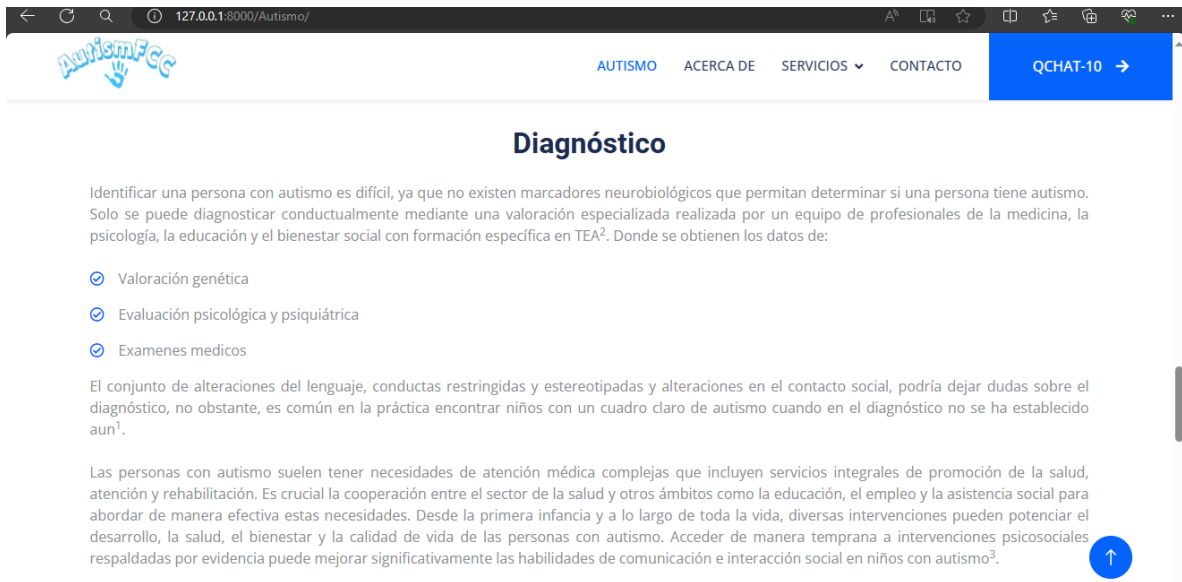 127.0.0.1:8000/Autismo/
AutismFCC
AUTISMO ACERCA DE SERVICIOS CONTACTO QCHAT-10
Diagnóstico
Identificar una persona con autismo es difícil, ya que no existen marcadores neurobiológicos que permitan determinar si una persona tiene autismo.
Solo se puede diagnosticar conductualmente mediante una valoración especializada realizada por un equipo de profesionales de la medicina, la
psicología, la educación y el bienestar social con formación específica en TEA². Donde se obtienen los datos de:
Valoración genética
Evaluación psicológica y psiquiátrica
Examenes medicos
El conjunto de alteraciones del lenguaje, conductas restringidas y estereotipadas y alteraciones en el contacto social, podría dejar dudas sobre el
diagnóstico, no obstante, es común en la práctica encontrar niños con un cuadro claro de autismo cuando en el diagnóstico no se ha establecido
aun¹.
Las personas con autismo suelen tener necesidades de atención médica complejas que incluyen servicios integrales de promoción de la salud,
atención y rehabilitación. Es crucial la cooperación entre el sector de la salud y otros ámbitos como la educación, el empleo y la asistencia social para
abordar de manera efectiva estas necesidades. Desde la primera infancia y a lo largo de toda la vida, diversas intervenciones pueden potenciar el
desarrollo, la salud, el bienestar y la calidad de vida de las personas con autismo. Acceder de manera temprana a intervenciones psicosociales
respaldadas por evidencia puede mejorar significativamente las habilidades de comunicación e interacción social en niños con autismo³.